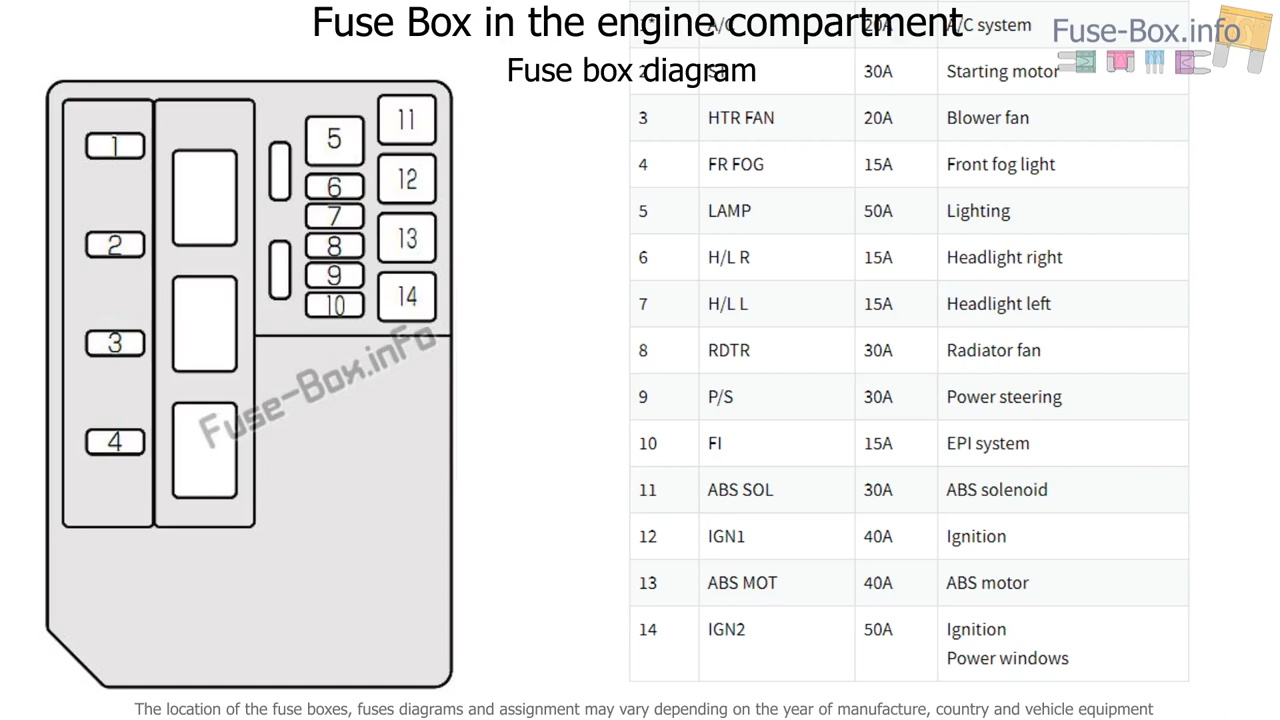 Fuse Box in the engine compartment
Fuse box diagram
Fuse-Box.info
1* A/C 20A A/C system
2 ST 30A Starting motor
3 HTR FAN 20A Blower fan
4 FR FOG 15A Front fog light
5 LAMP 50A Lighting
6 H/L R 15A Headlight right
7 H/L L 15A Headlight left
8 RDTR 30A Radiator fan
9 P/S 30A Power steering
10 FI 15A EPI system
11 ABS SOL 30A ABS solenoid
12 IGN1 40A Ignition
13 ABS MOT 40A ABS motor
14 IGN2 50A Ignition
Power windows
1
2
3
4
5
6
7
8
9
10
11
12
13
14
Fuse-Box.inFo
The location of the fuse boxes, fuses diagrams and assignment may vary depending on the year of manufacture, country and vehicle equipment